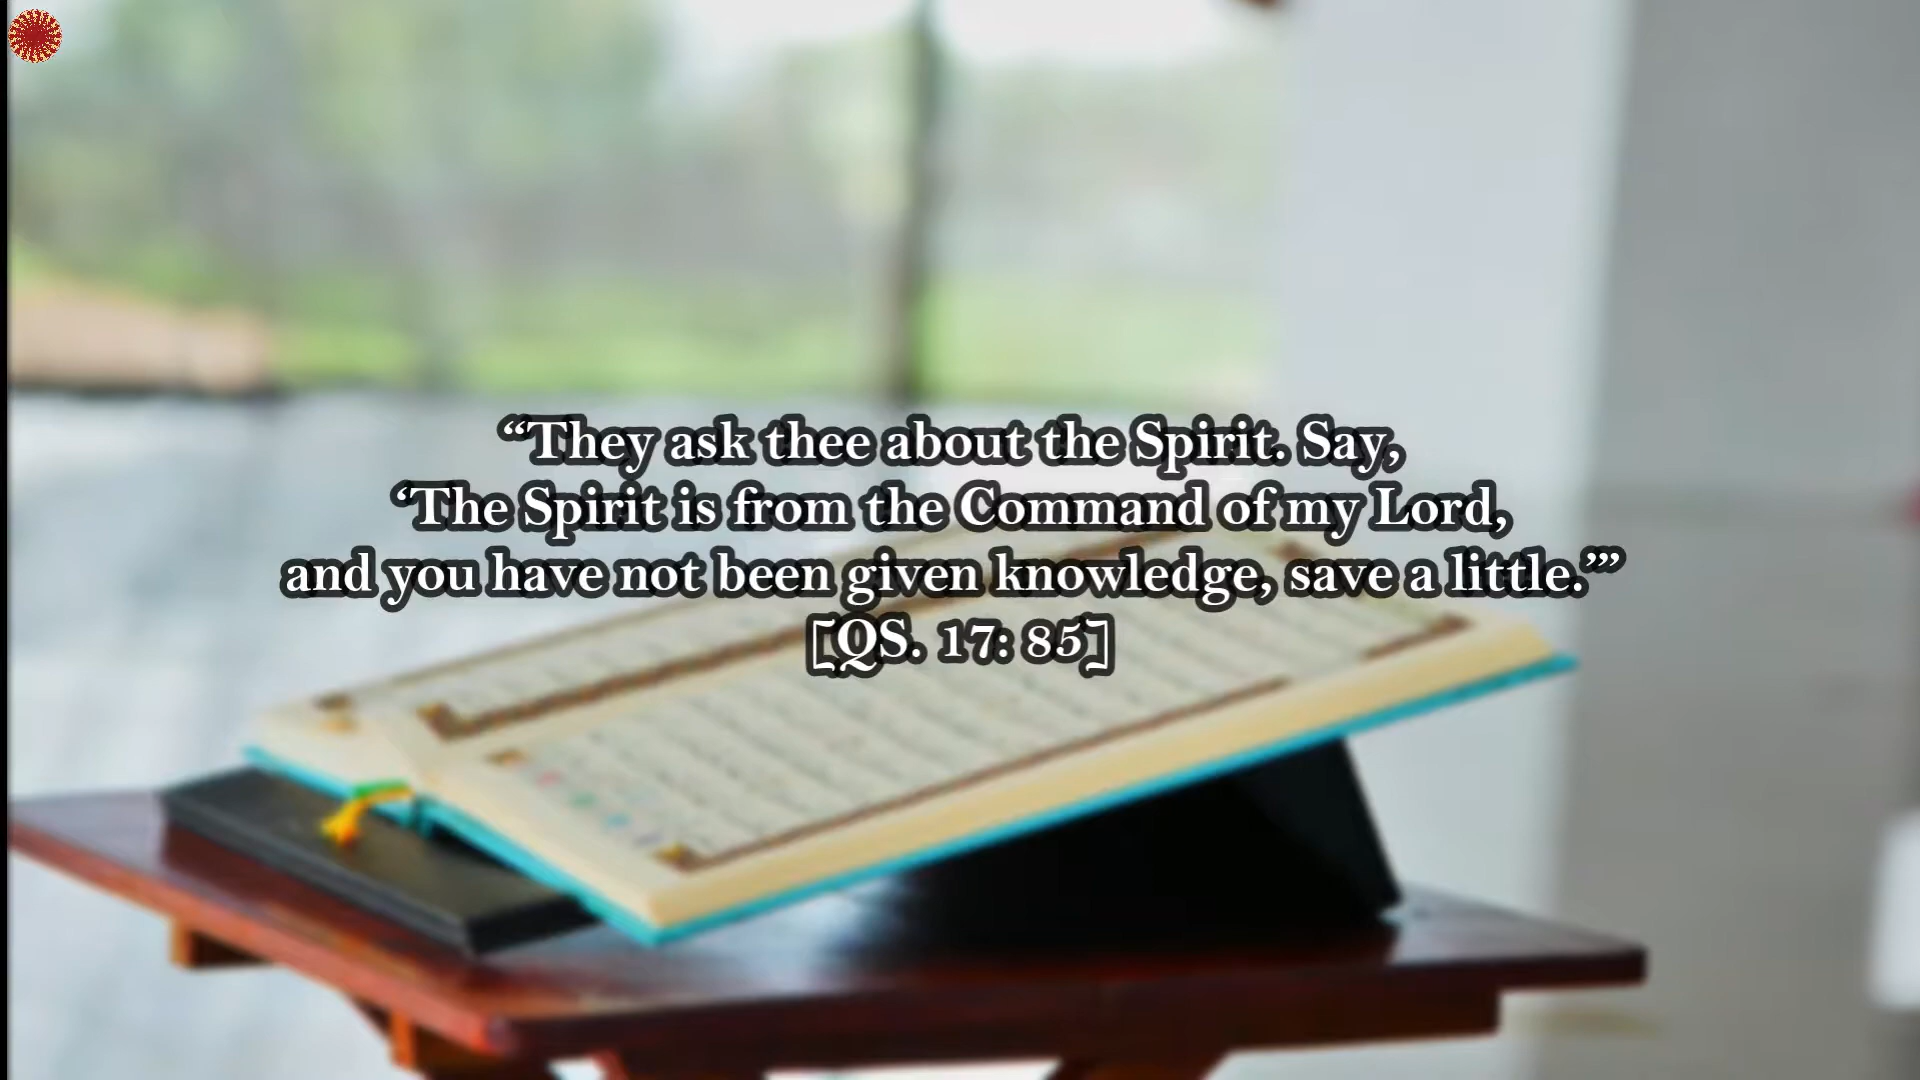 “They ask thee about the Spirit. Say,
‘The Spirit is from the Command of my Lord,
and you have not been given knowledge, save a little.’”
[QS. 17: 85]